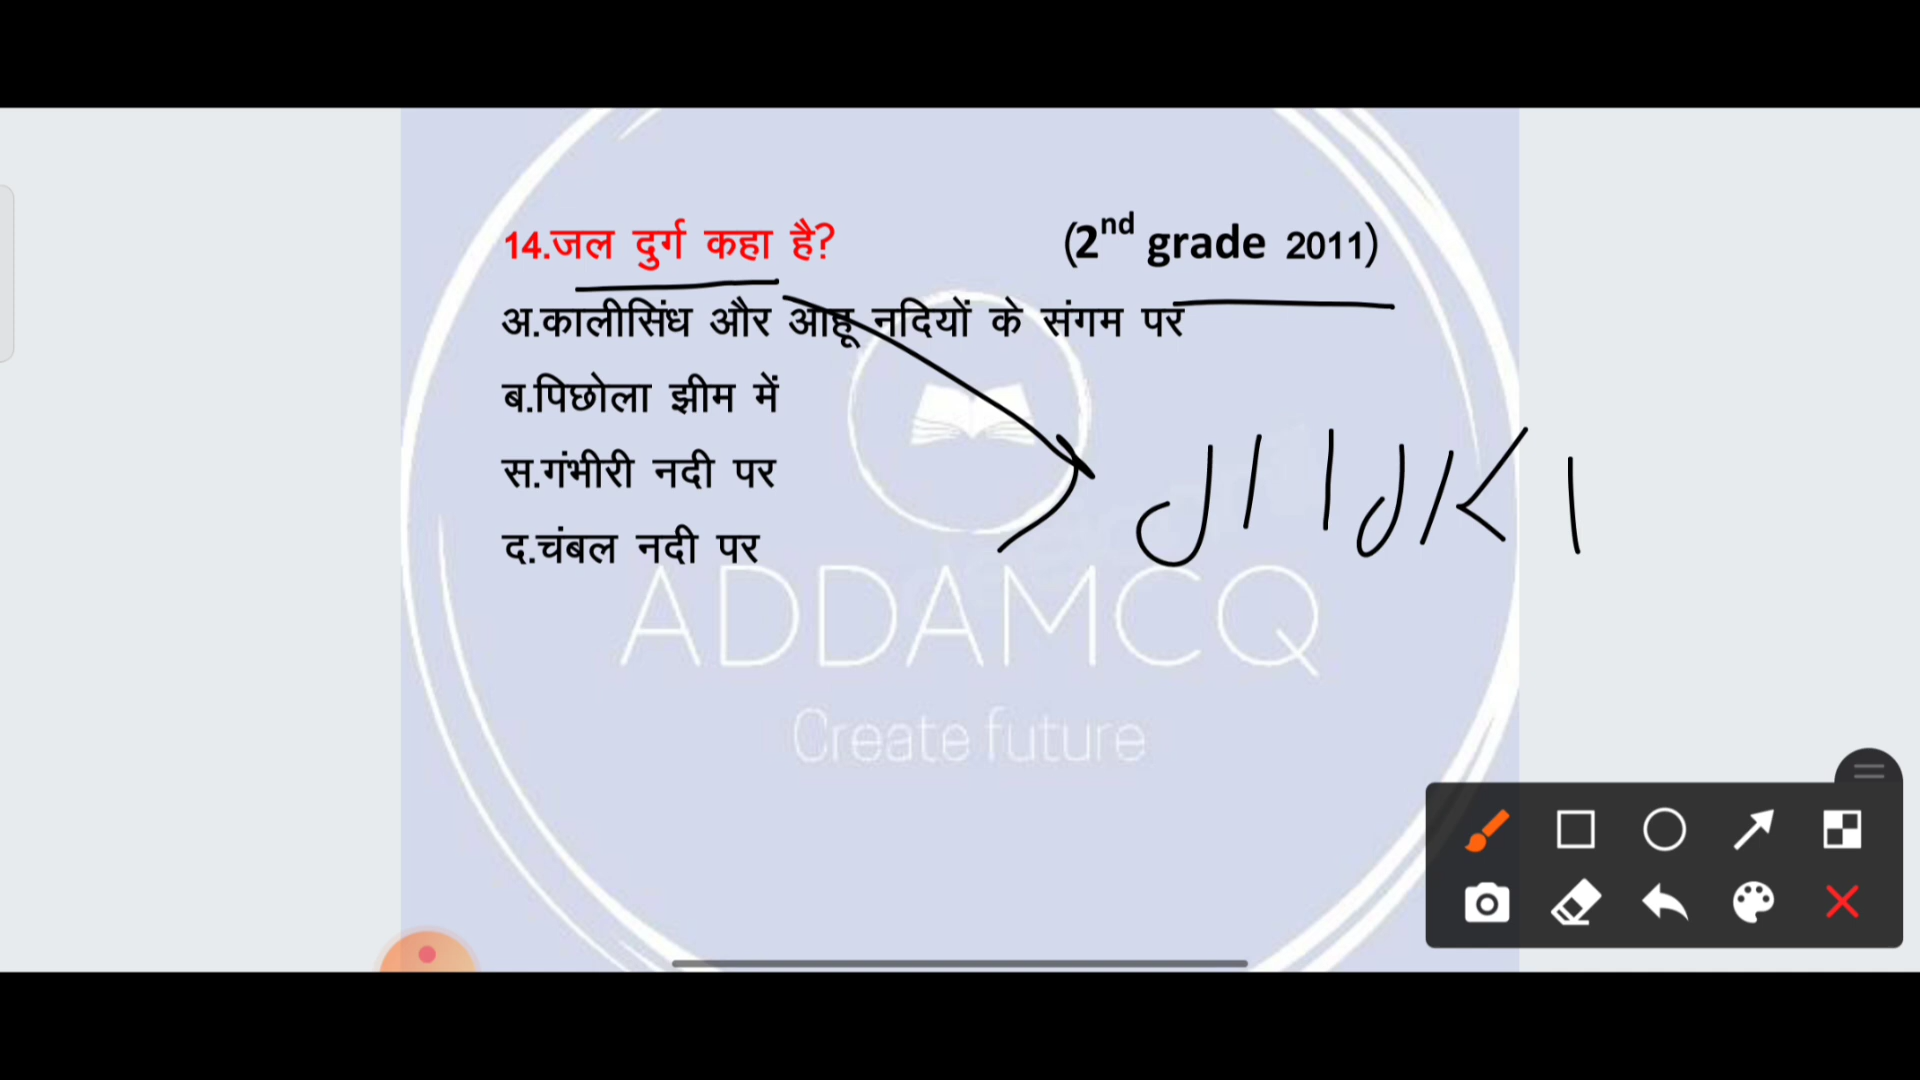 14.जल दुर्ग कहा है? (2nd grade 2011)
अ.कालीसिंध और आहू नदियों के संगम पर
ब.पिछोला झीम में
स.गंभीरी नदी पर
द.चंबल नदी पर
ADDAMCQ
Create future